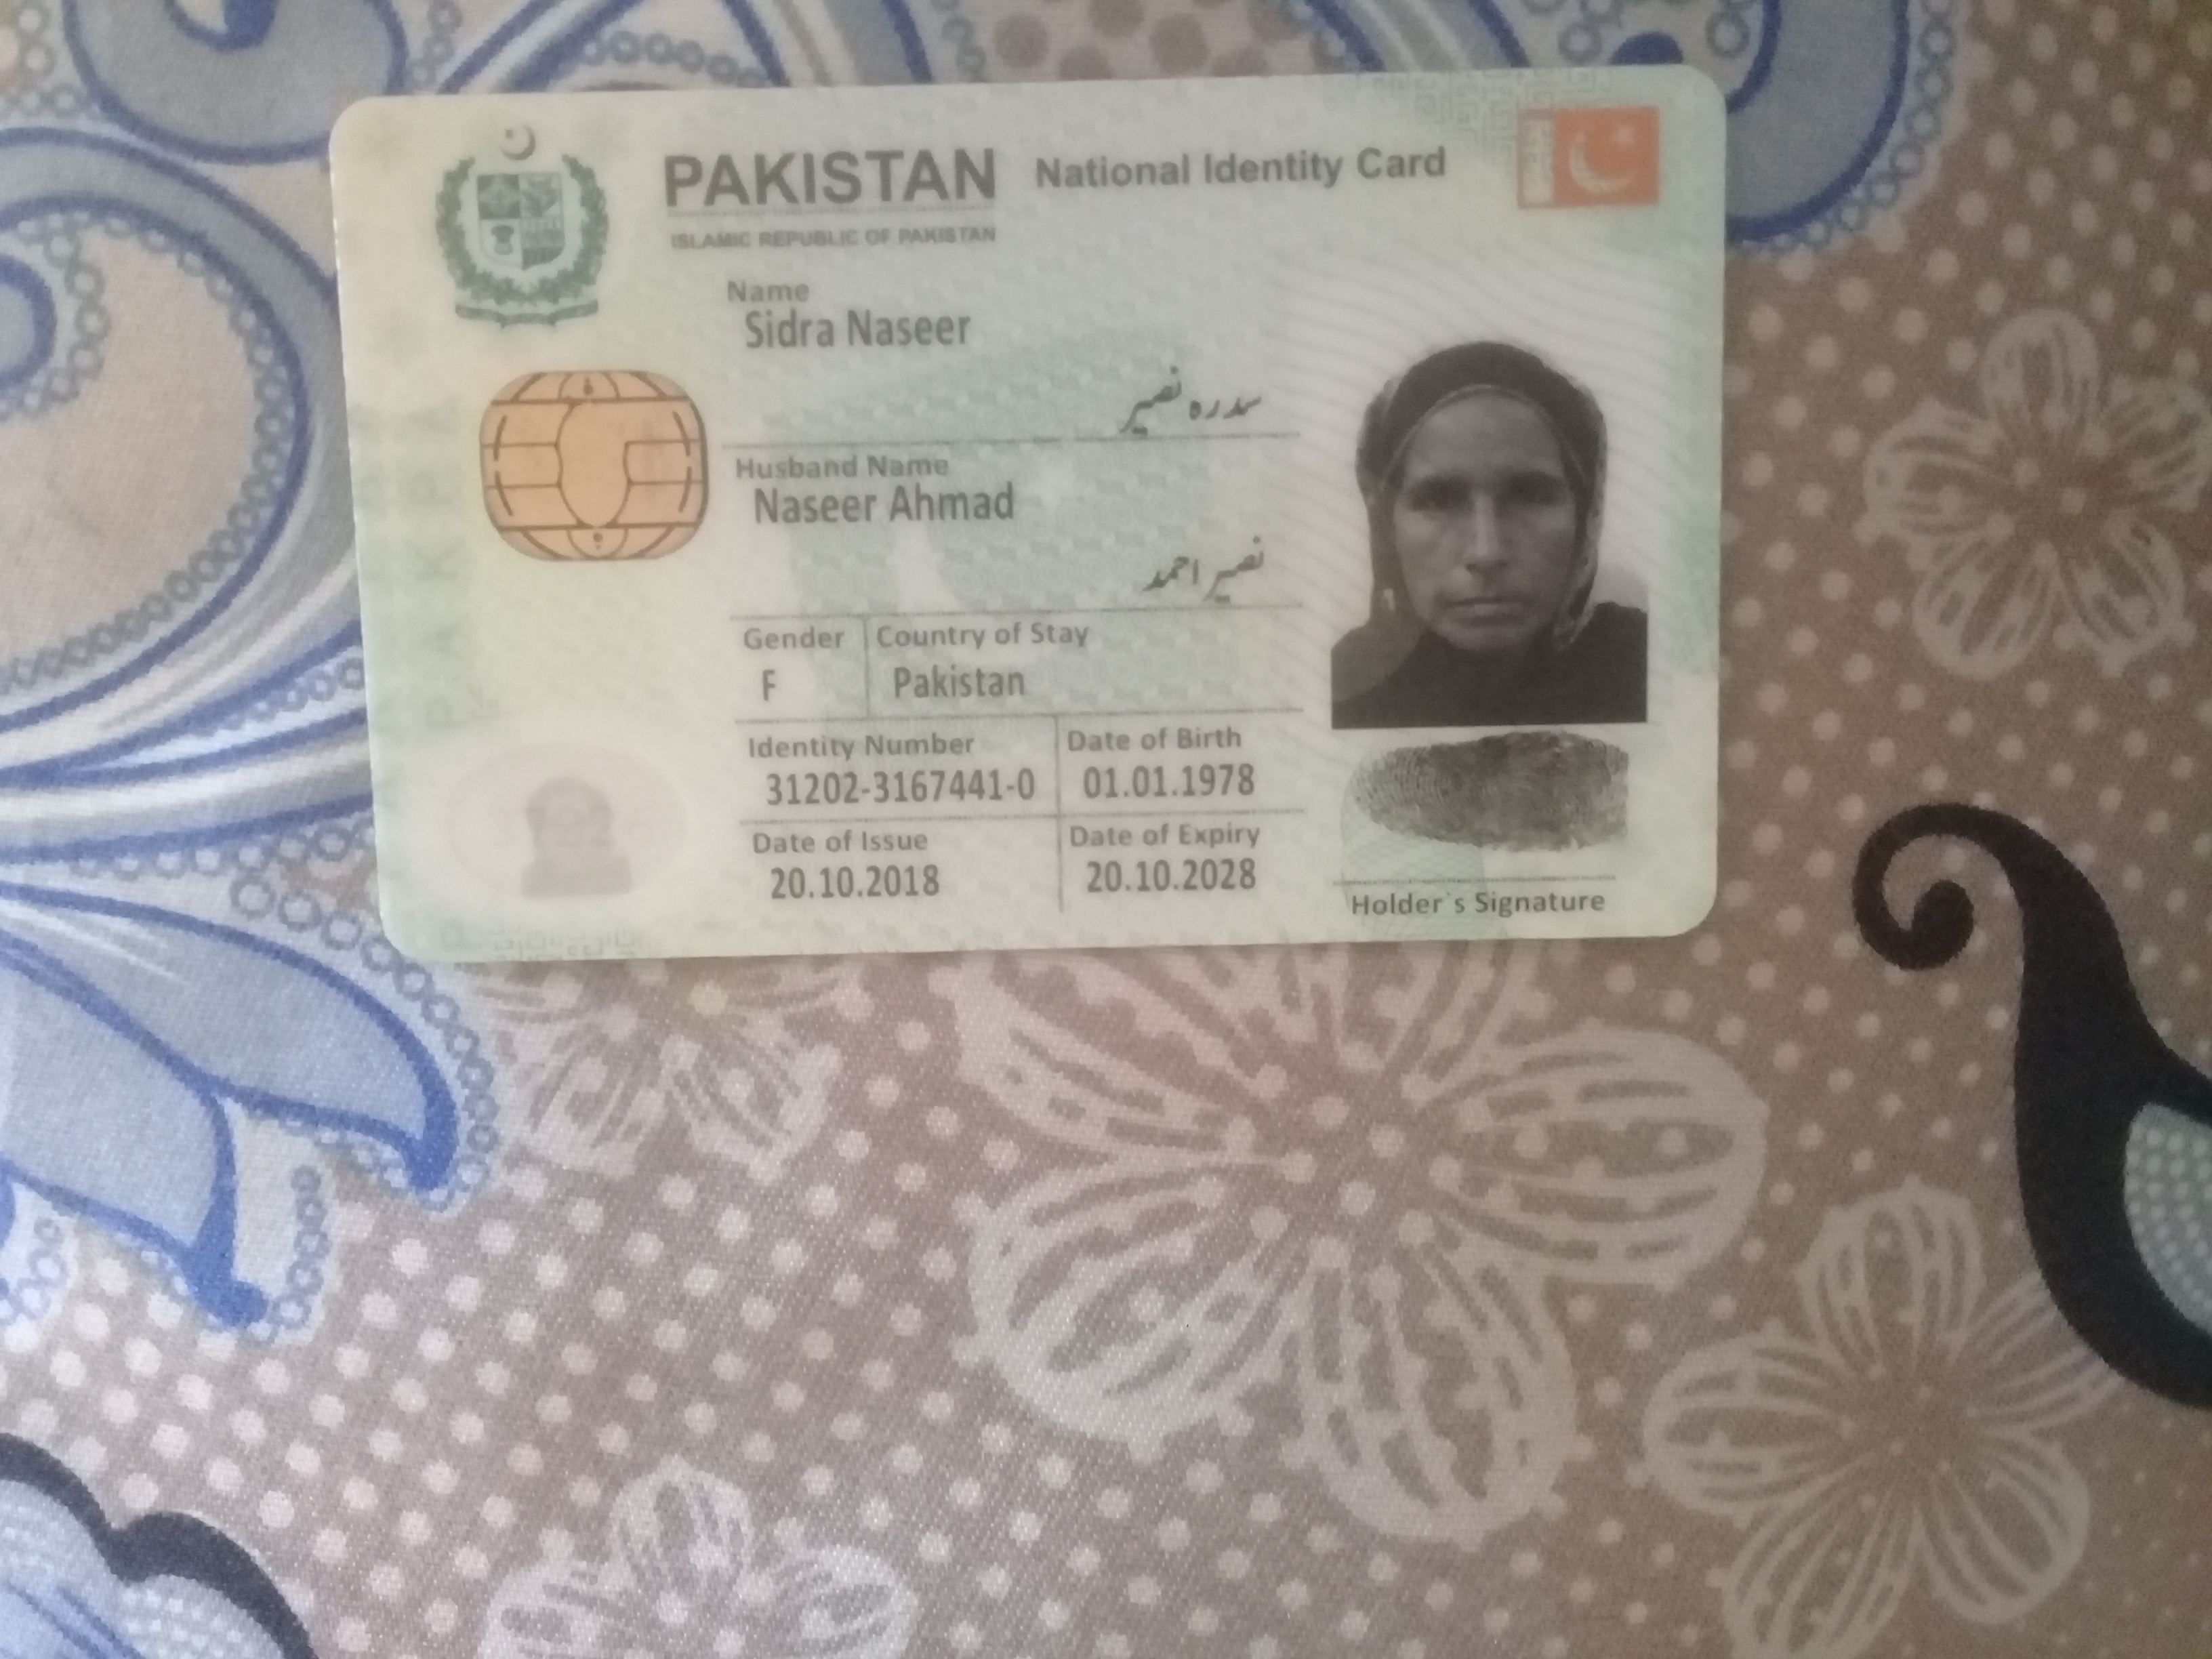 PAKISTAN National Identity Card
ISLAMIC REPUBLIC OF PAKISTAN
Name
Sidra Naseer
سدرہ نصیر
Husband Name
Naseer Ahmad
نصیر احمد
Gender Country of Stay
F Pakistan
Identity Number Date of Birth
31202-3167441-0 01.01.1978
Date of Issue Date of Expiry
20.10.2018 20.10.2028
Holder's Signature